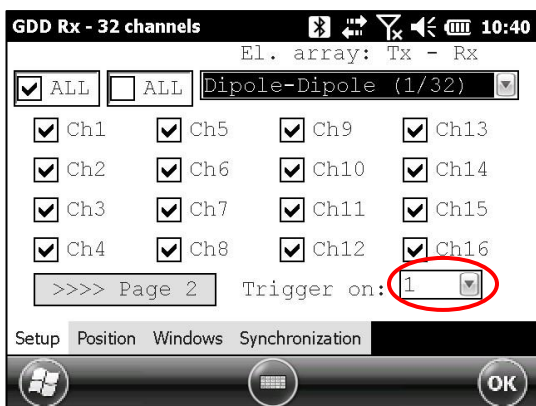 GDD Rx - 32 channels 10:40
El. array: Tx - Rx
ALL ALL Dipole-Dipole (1/32)
Ch1 Ch5 Ch9 Ch13
Ch2 Ch6 Ch10 Ch14
Ch3 Ch7 Ch11 Ch15
Ch4 Ch8 Ch12 Ch16
>>>> Page 2 Trigger on: 1
Setup Position Windows Synchronization
OK